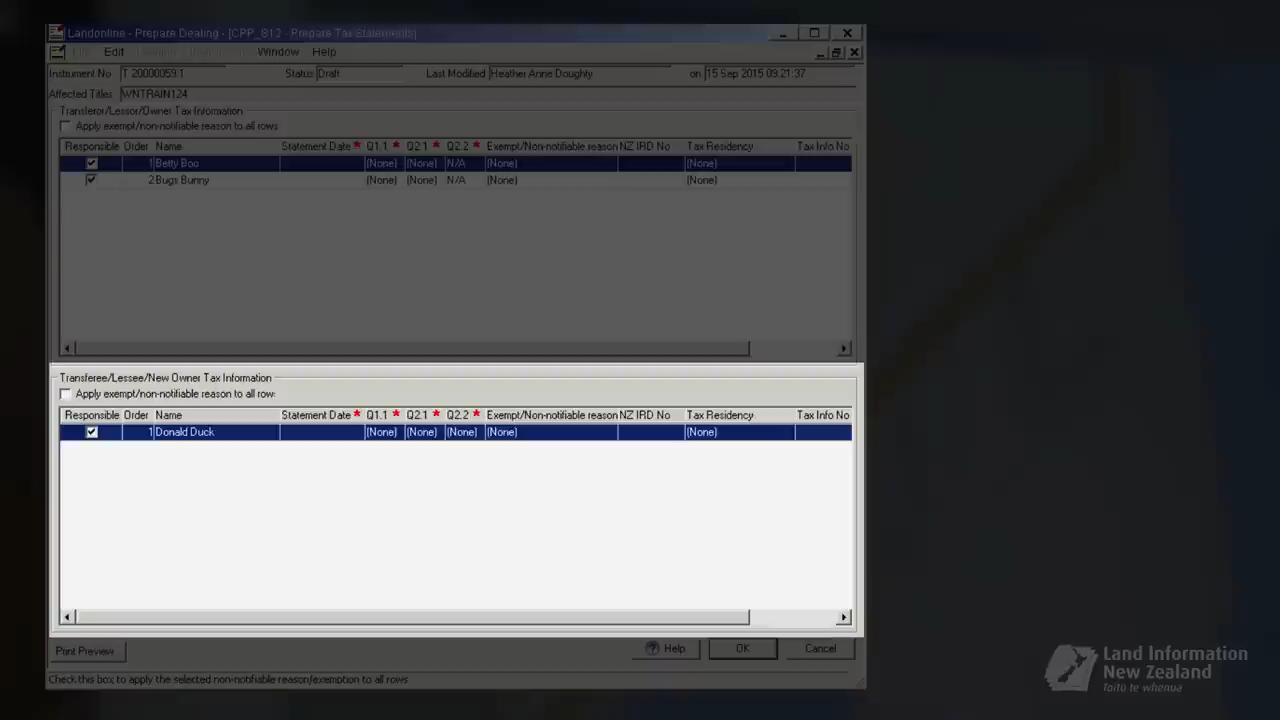 Landonline - Prepare Dealing - [CPP_812 - Prepare Tax Statements]
Edit Window Help
Instrument No T 20000059.1 Status Draft Last Modified Heather Anne Doughty on 15 Sep 2015 09:21:37
Affected Titles WNTRAIN124
Transferor/Lessor/Owner Tax Information
Apply exempt/non-notifiable reason to all rows
Responsible Order Name Statement Date * Q1.1 * Q2.1 * Q2.2 * Exempt/Non-notifiable reason NZ IRD No Tax Residency Tax Info No
1 Betty Boo (None) (None) N/A (None) (None)
2 Bugs Bunny (None) (None) N/A (None) (None)
Transferee/Lessee/New Owner Tax Information
Apply exempt/non-notifiable reason to all rows
Responsible Order Name Statement Date * Q1.1 * Q2.1 * Q2.2 * Exempt/Non-notifiable reason NZ IRD No Tax Residency Tax Info No
1 Donald Duck (None) (None) (None) (None) (None)
Print Preview Help OK Cancel
Check this box to apply the selected non-notifiable reason/exemption to all rows
Land Information
New Zealand
Toitū te whenua